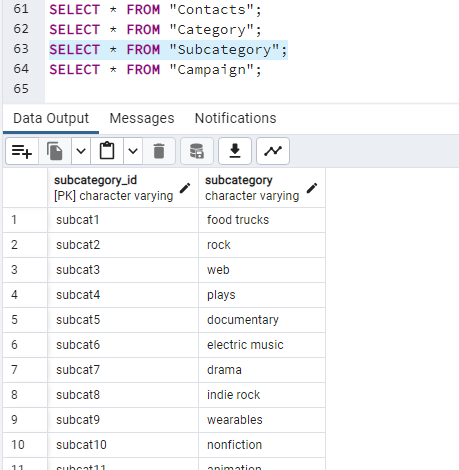 61 SELECT * FROM "Contacts";
62 SELECT * FROM "Category";
63 SELECT * FROM "Subcategory";
64 SELECT * FROM "Campaign";
65
Data Output Messages Notifications
subcategory_id subcategory
[PK] character varying character varying
1 subcat1 food trucks
2 subcat2 rock
3 subcat3 web
4 subcat4 plays
5 subcat5 documentary
6 subcat6 electric music
7 subcat7 drama
8 subcat8 indie rock
9 subcat9 wearables
10 subcat10 nonfiction
11 subcat11 animation